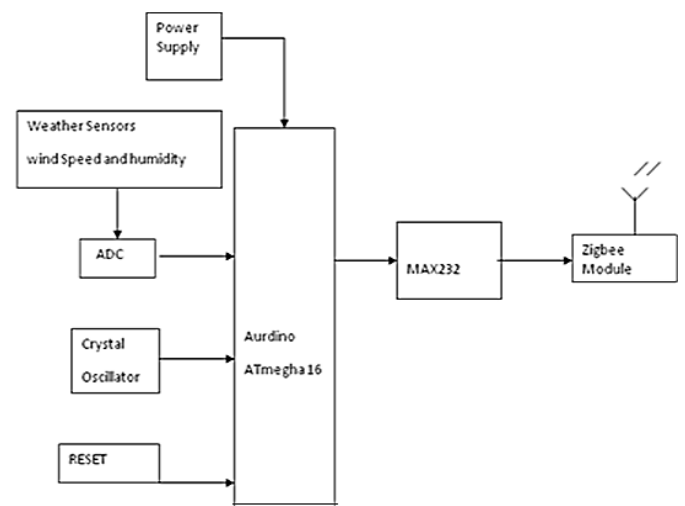 Power
Supply
Weather Sensors
wind Speed and humidity
ADC
Crystal
Oscillator
RESET
Aurdino
ATmegha 16
MAX232
Zigbee
Module